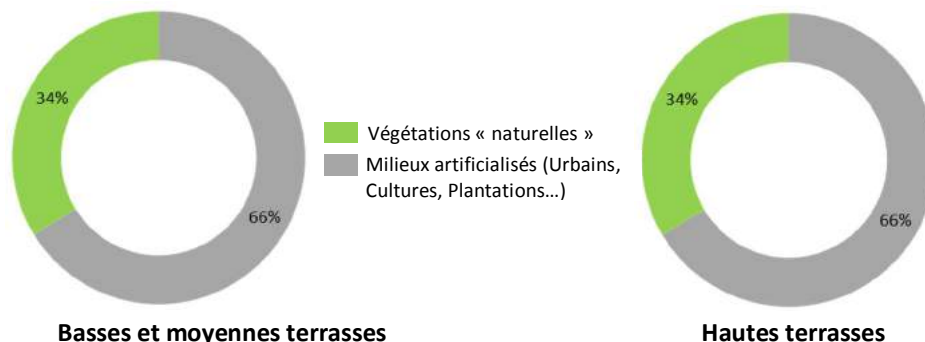 34%
66%
Végétations « naturelles »
Milieux artificialisés (Urbains,
Cultures, Plantations…)
34%
66%
Basses et moyennes terrasses
Hautes terrasses